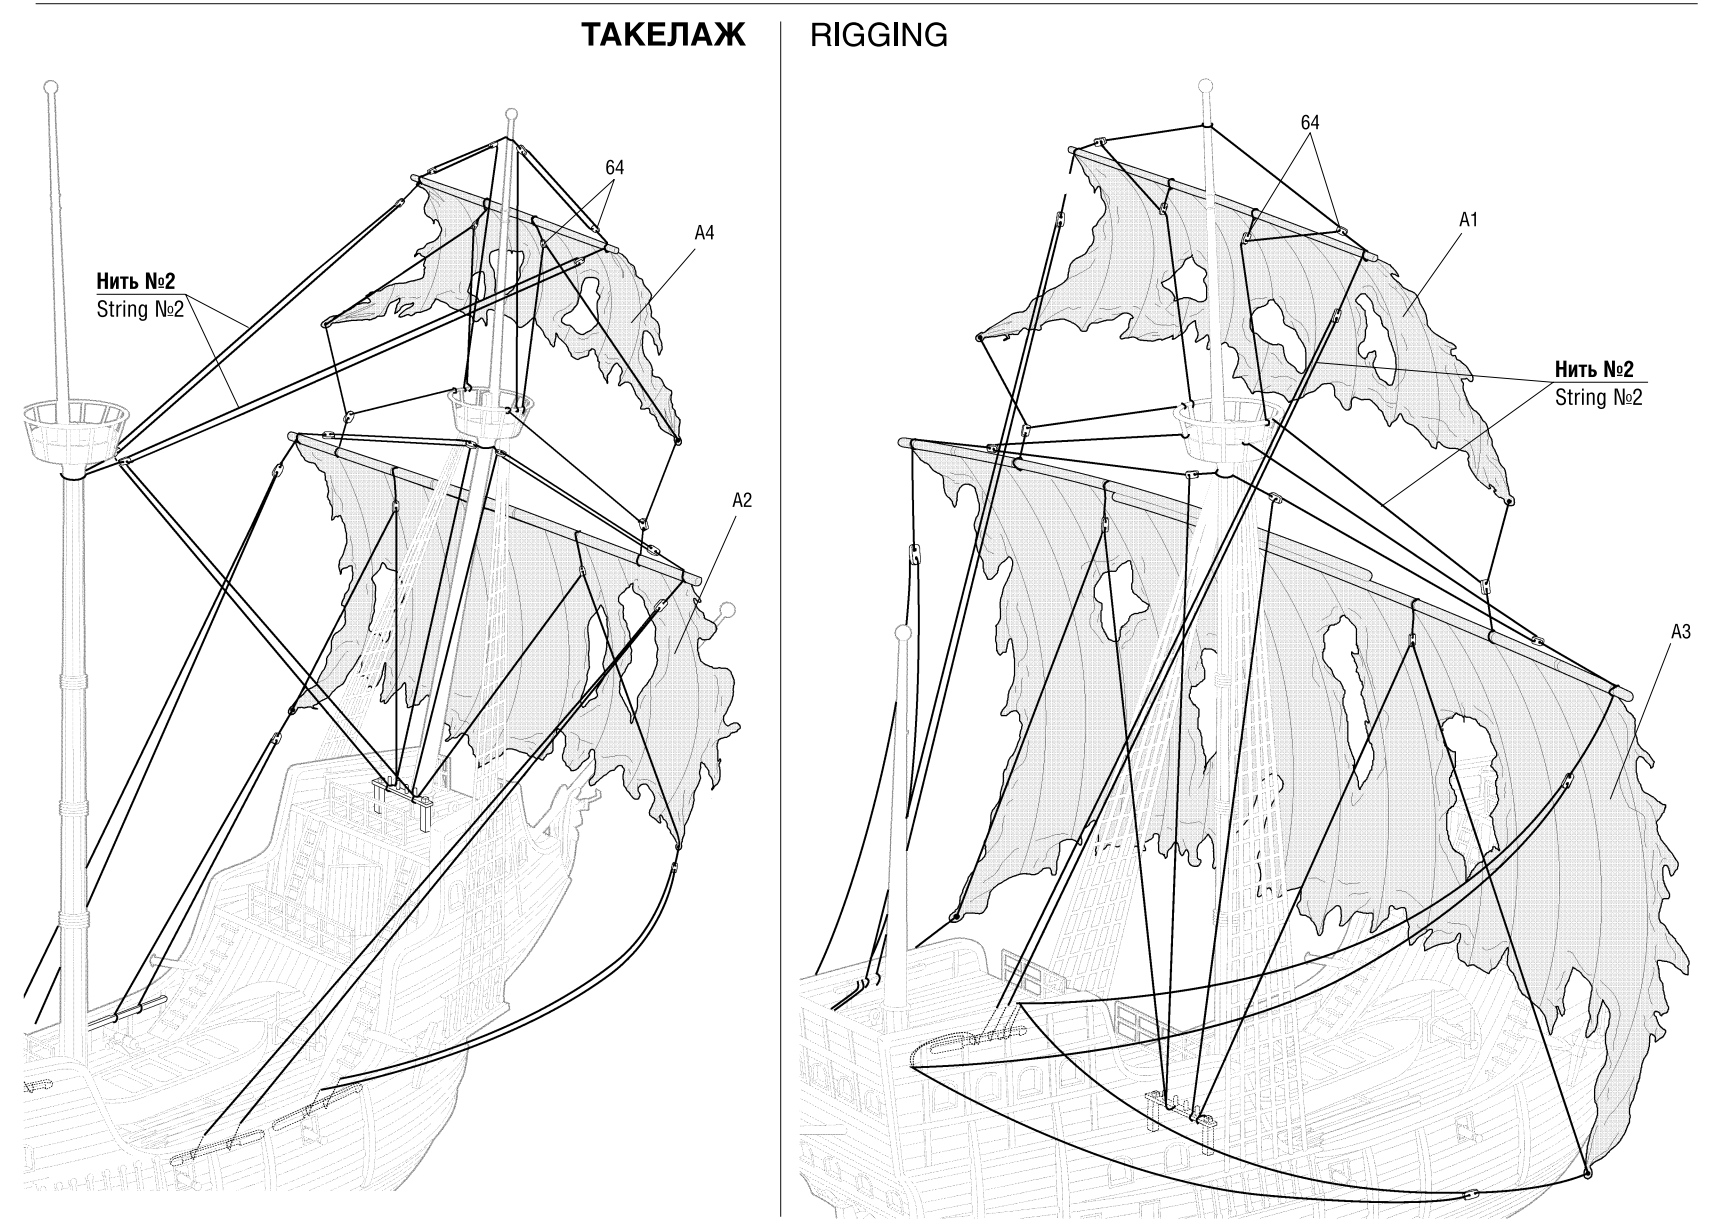 ТАКЕЛАЖ
RIGGING
64
A4
Нить №2
String №2
A2
64
A1
Нить №2
String №2
A3